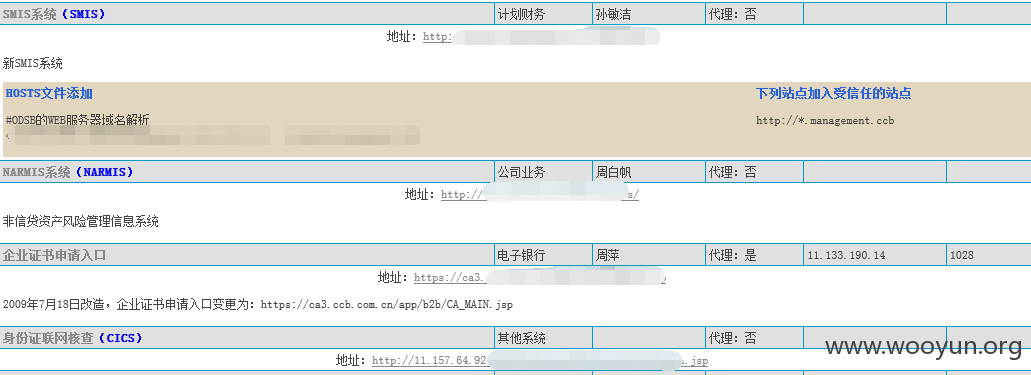 SMIS系统（SMIS） 计划财务 孙敏洁 代理：否
地址：http:
新SMIS系统
HOSTS文件添加 下列站点加入受信任的站点
#ODSB的WEB服务器域名解析 http://*.management.ccb
NARMIS系统（NARMIS） 公司业务 周白帆 代理：否
地址：http:// s/
非信贷资产风险管理信息系统
企业证书申请入口 电子银行 周萍 代理：是 11.133.190.14 1028
地址：https://ca3. /
2009年7月18日改造，企业证书申请入口变更为：https://ca3.ccb.com.cn/app/b2b/CA_MAIN.jsp
身份证联网核查（CICS） 其他系统 代理：否
www.wooyun.org
地址：http://11.157.64.92 .jsp